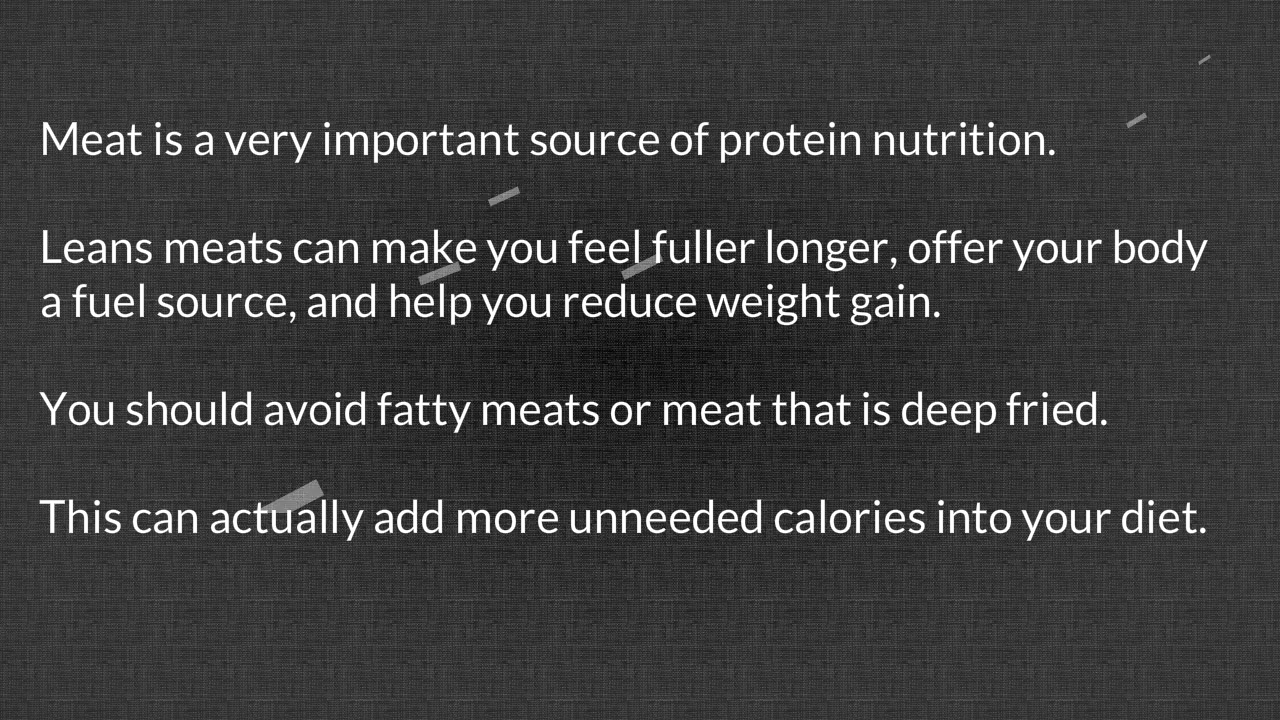 Meat is a very important source of protein nutrition.
Leans meats can make you feel fuller longer, offer your body
a fuel source, and help you reduce weight gain.
You should avoid fatty meats or meat that is deep fried.
This can actually add more unneeded calories into your diet.